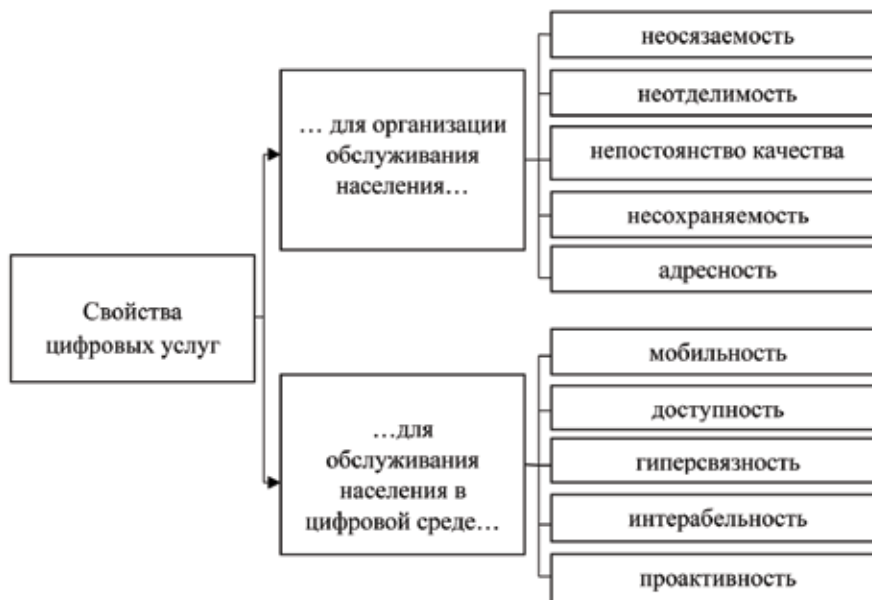 Свойства
цифровых услуг
… для организации
обслуживания
населения…
неосязаемость
неотделимость
непостоянство качества
несохраняемость
адресность
…для
обслуживания
населения в
цифровой среде…
мобильность
доступность
гиперсвязность
интерабельность
проактивность